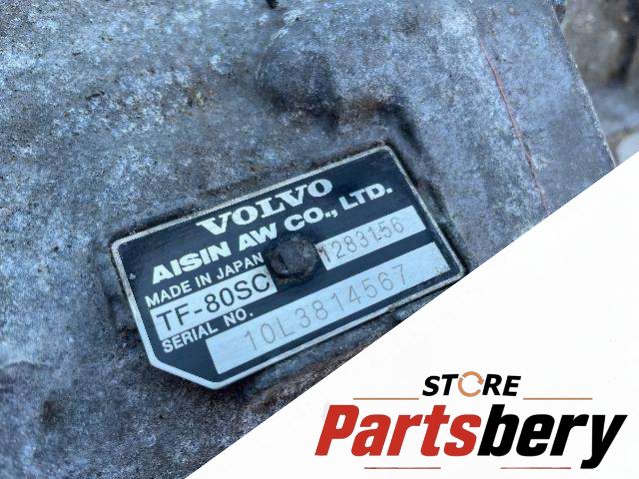 VOLVO
AISIN AW CO., LTD.
MADE IN JAPAN
TF-80SC 1283156
SERIAL NO.
10L3814567
STORE
Partsbery